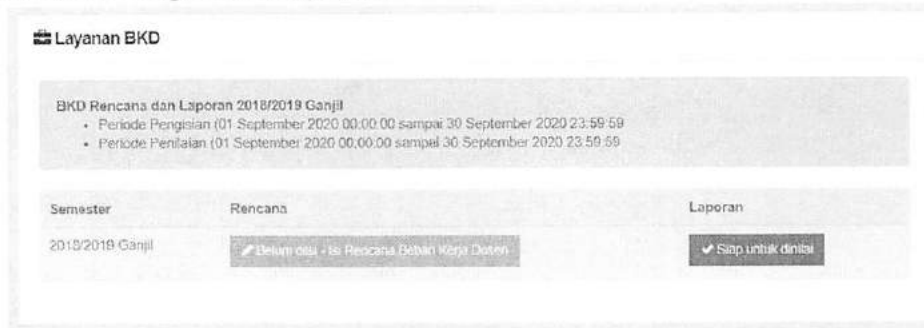 Layanan BKD
BKD Rencana dan Laporan 2018/2019 Ganjil
• Periode Pengisian (01 September 2020 00:00:00 sampai 30 September 2020 23:59:59
• Periode Penilaian (01 September 2020 00:00:00 sampai 30 September 2020 23:59:59
Semester Rencana Laporan
2018/2019 Ganjil Belum diisi - Isi Rencana Beban Kerja Dosen Siap untuk dinilai